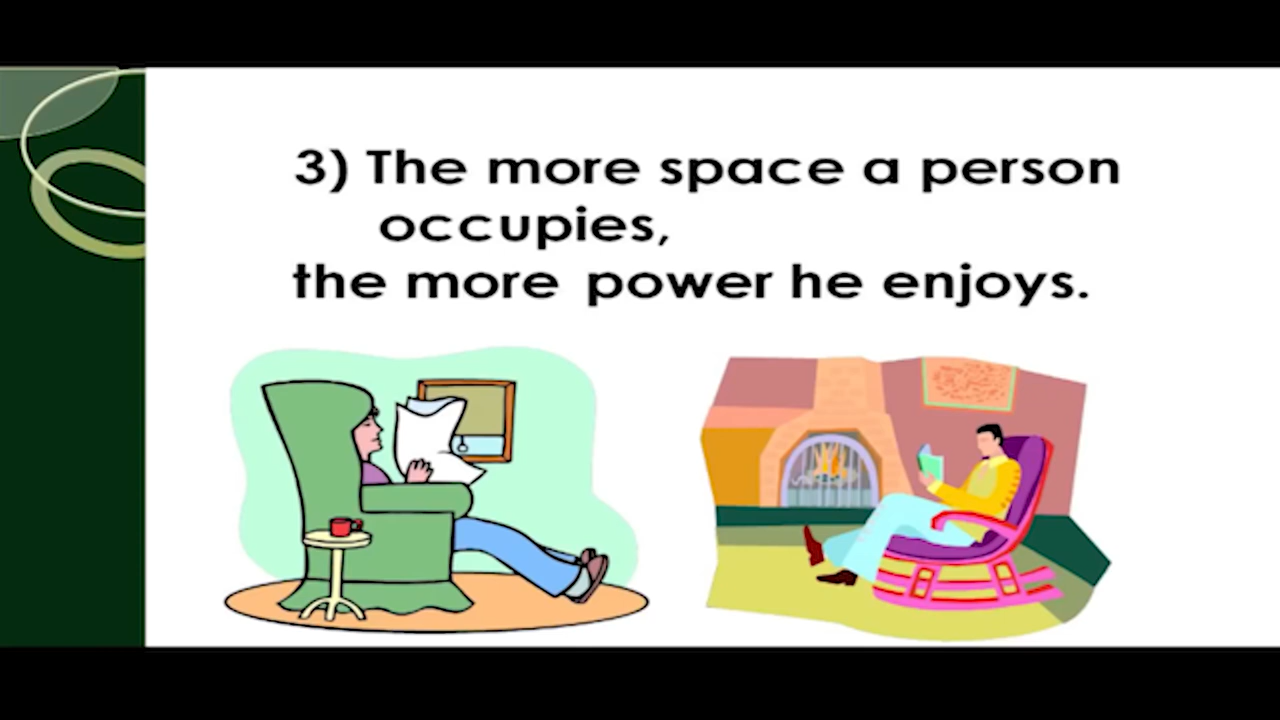 3) The more space a person
occupies,
the more power he enjoys.